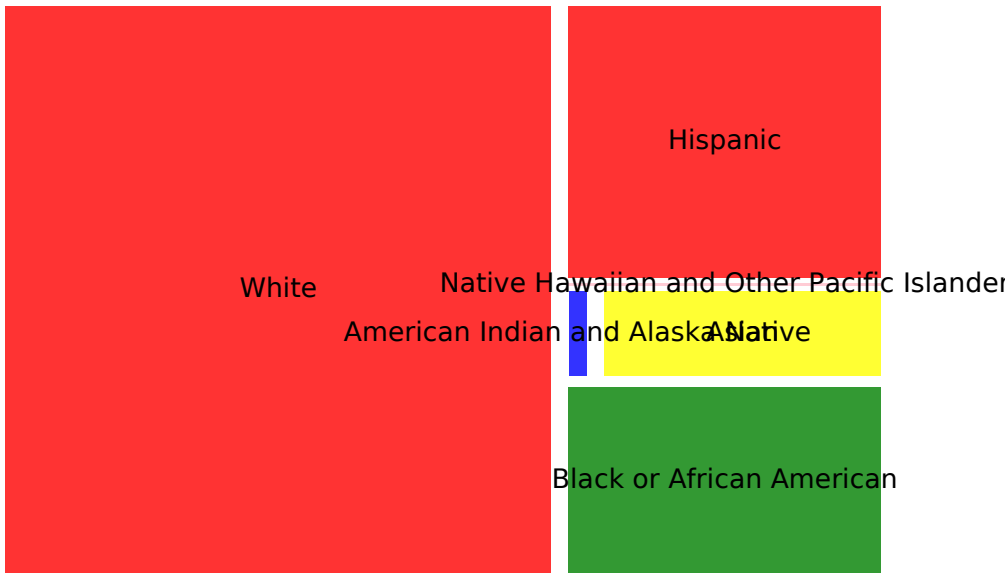 Hispanic
Native Hawaiian and Other Pacific Islander
White
American Indian and Alaska Native
Asian
Black or African American